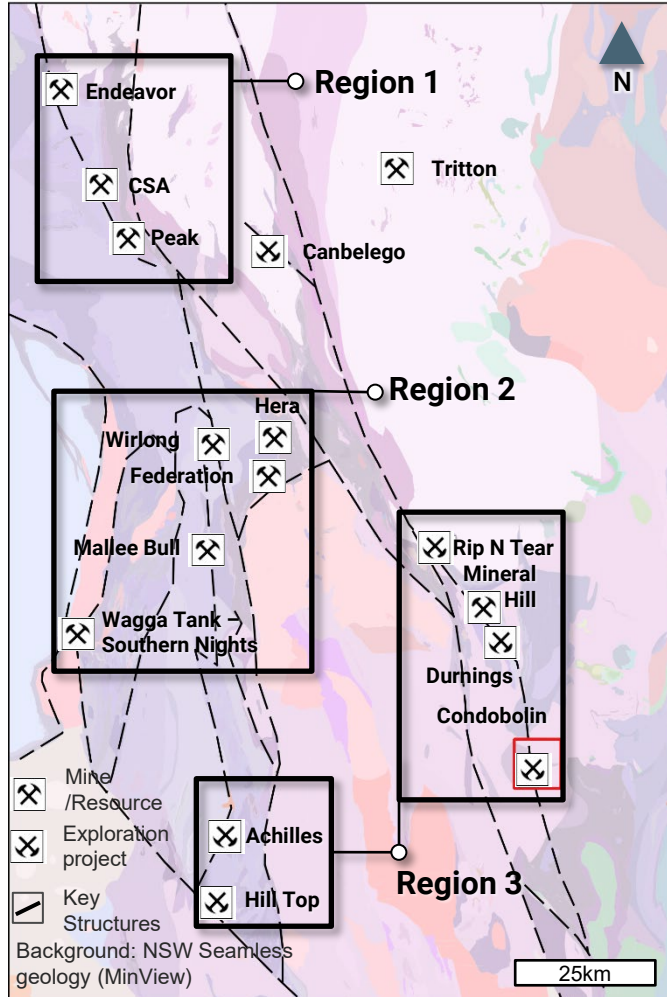 Region 1
N
Endeavor
Tritton
CSA
Peak
Canbelego
Region 2
Hera
Wirlong
Federation
Mallee Bull
Rip N Tear
Mineral
Hill
Wagga Tank –
Southern Nights
Durnings
Condobolin
Mine
/Resource
Exploration
project
Achilles
Region 3
Key
Structures
Hill Top
Background: NSW Seamless
geology (MinView)
25km